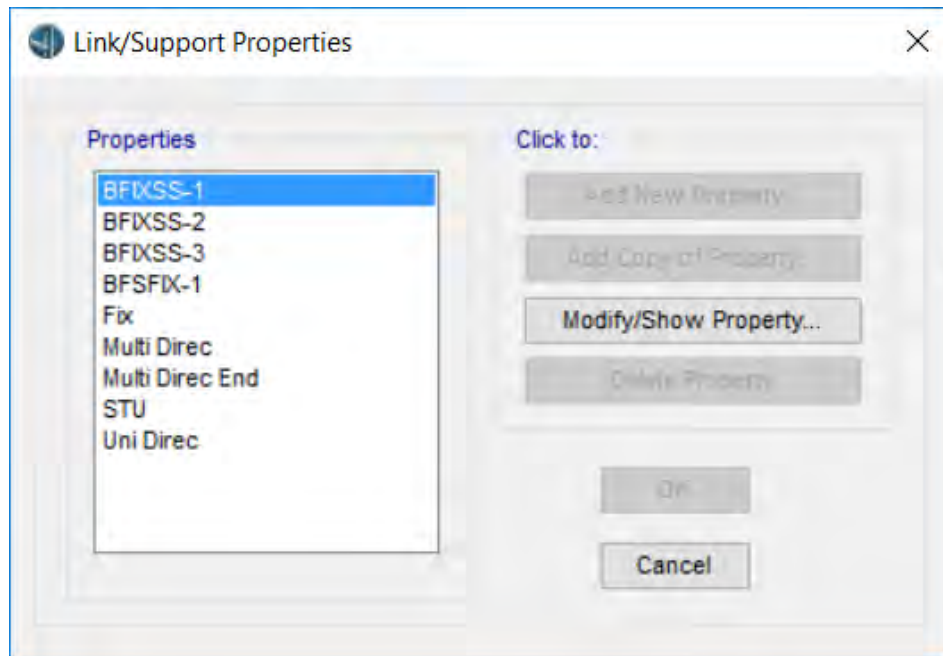 Link/Support Properties
Properties
BFIXSS-1
BFIXSS-2
BFIXSS-3
BFSFIX-1
Fix
Multi Direc
Multi Direc End
STU
Uni Direc
Click to:
Add New Property...
Add Copy of Property...
Modify/Show Property...
Delete Property
OK
Cancel